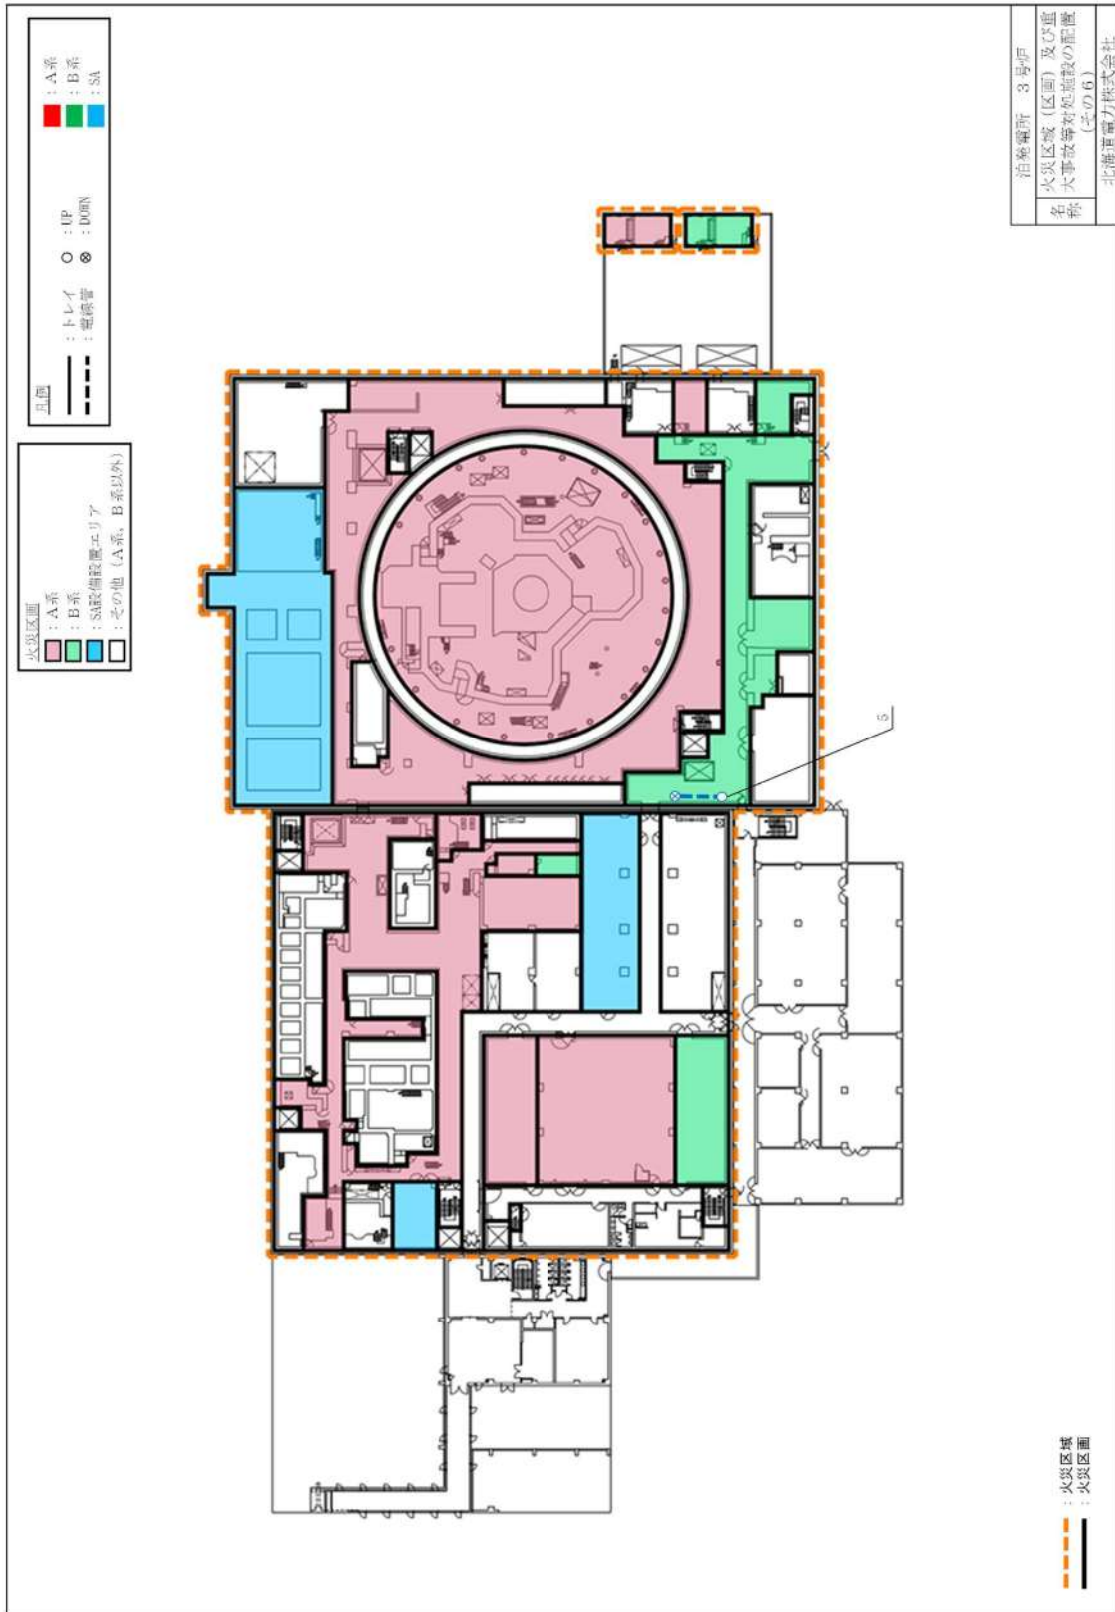 凡例
: トレイ
: 電線管
○ : UP
⊗ : DOWN
: A系
: B系
: SA
火災区画
: A系
: B系
: SA設備設置エリア
: その他（A系，B系以外）
5
: 火災区域
: 火災区画
泊発電所　3号炉
名称
火災区域（区画）及び重
大事故等対処施設の配置
（その6）
北海道電力株式会社